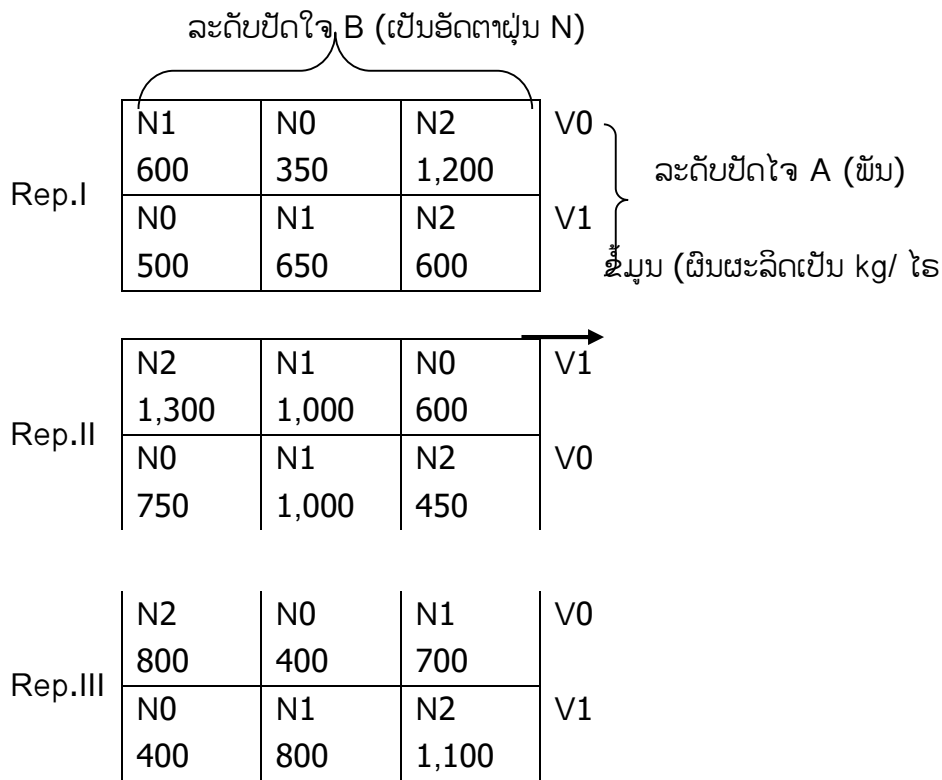 ລະດັບປັດໃຈ B (ເປັນອັດຕາຝຸ່ນ N)
N1 N0 N2 V0
600 350 1,200
ລະດັບປັດໄຈ A (ພັນ)
Rep.I
N0 N1 N2 V1
500 650 600
ຂໍ້ມູນ (ຜົນຜະລິດເປັນ kg/ ໄຣ
N2 N1 N0 V1
1,300 1,000 600
Rep.II
N0 N1 N2 V0
750 1,000 450
N2 N0 N1 V0
800 400 700
Rep.III
N0 N1 N2 V1
400 800 1,100